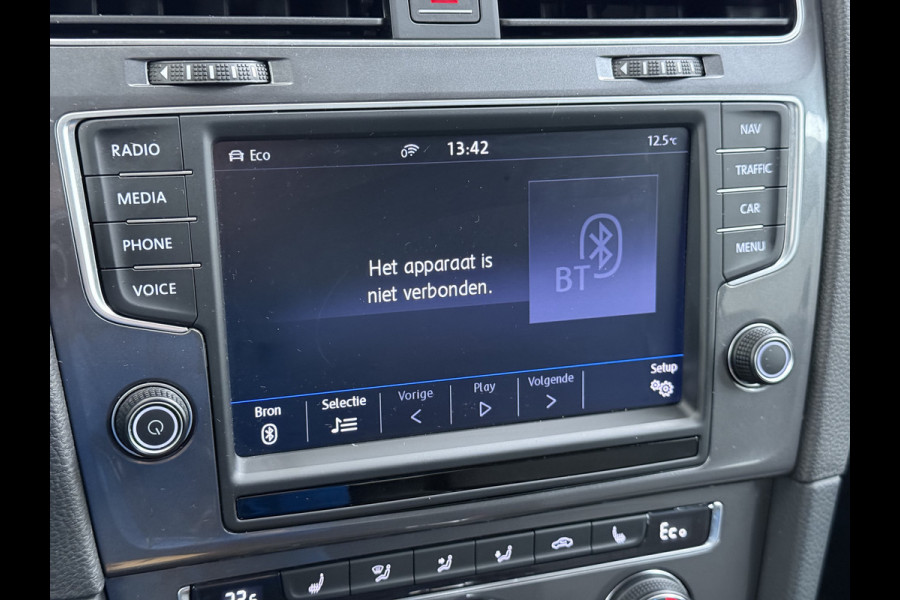 RADIO
MEDIA
PHONE
VOICE
NAV
TRAFFIC
CAR
MENU
Eco
0
13:42
12.5°C
Het apparaat is
niet verbonden.
BT
Bron
Selectie
Vorige
Play
Volgende
Setup
Eco